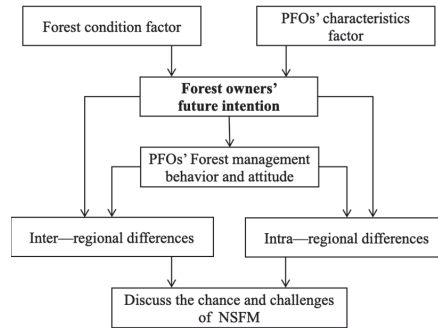 Forest condition factor
PFOs' characteristics
factor
Forest owners'
future intention
PFOs' Forest management
behavior and attitude
Inter—regional differences
Intra—regional differences
Discuss the chance and challenges
of NSFM